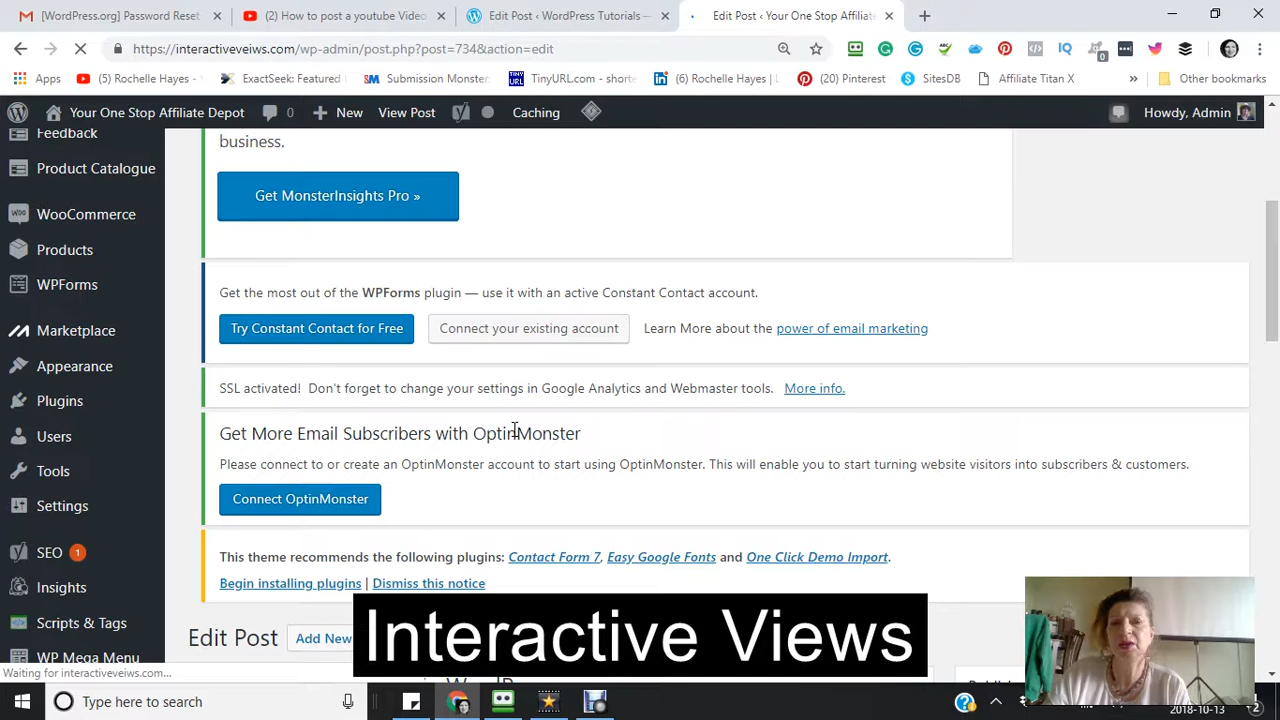 [WordPress.org] Password Reset
(2) How to post a youtube Video
Edit Post ‹ WordPress Tutorials —
Edit Post ‹ Your One Stop Affiliate
https://interactiveveiws.com/wp-admin/post.php?post=734&action=edit
Apps
(5) Rochelle Hayes -
ExactSeek: Featured
Submission Monster
TinyURL.com - shorte
(6) Rochelle Hayes |
(20) Pinterest
SitesDB
Affiliate Titan X
»
Other bookmarks
Your One Stop Affiliate Depot
0
New
View Post
Caching
Howdy, Admin
Feedback
Product Catalogue
WooCommerce
Products
WPForms
Marketplace
Appearance
Plugins
Users
Tools
Settings
SEO 1
Insights
Scripts & Tags
WP Mega Menu
business.
Get MonsterInsights Pro »
Get the most out of the WPForms plugin — use it with an active Constant Contact account.
Try Constant Contact for Free
Connect your existing account
Learn More about the power of email marketing
SSL activated! Don't forget to change your settings in Google Analytics and Webmaster tools. More info.
Get More Email Subscribers with OptinMonster
Please connect to or create an OptinMonster account to start using OptinMonster. This will enable you to start turning website visitors into subscribers & customers.
Connect OptinMonster
This theme recommends the following plugins: Contact Form 7, Easy Google Fonts and One Click Demo Import.
Begin installing plugins | Dismiss this notice
Edit Post
Add New
Interactive Views
Waiting for interactiveveiws.com...
Type here to search
2018-10-13